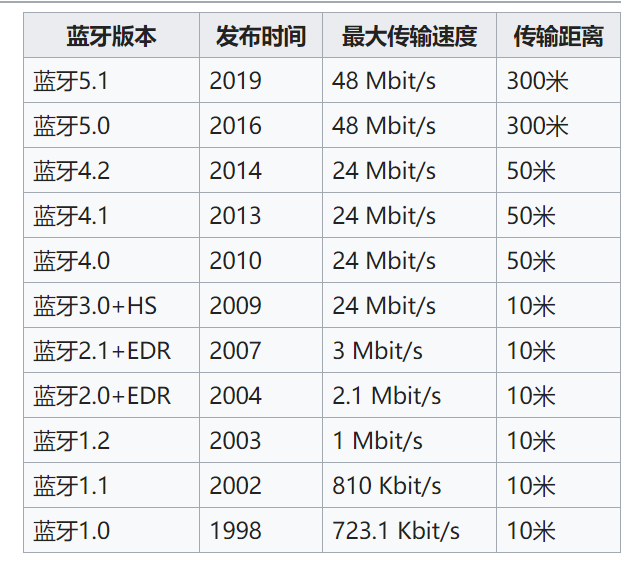 蓝牙版本 发布时间 最大传输速度 传输距离
蓝牙5.1 2019 48 Mbit/s 300米
蓝牙5.0 2016 48 Mbit/s 300米
蓝牙4.2 2014 24 Mbit/s 50米
蓝牙4.1 2013 24 Mbit/s 50米
蓝牙4.0 2010 24 Mbit/s 50米
蓝牙3.0+HS 2009 24 Mbit/s 10米
蓝牙2.1+EDR 2007 3 Mbit/s 10米
蓝牙2.0+EDR 2004 2.1 Mbit/s 10米
蓝牙1.2 2003 1 Mbit/s 10米
蓝牙1.1 2002 810 Kbit/s 10米
蓝牙1.0 1998 723.1 Kbit/s 10米